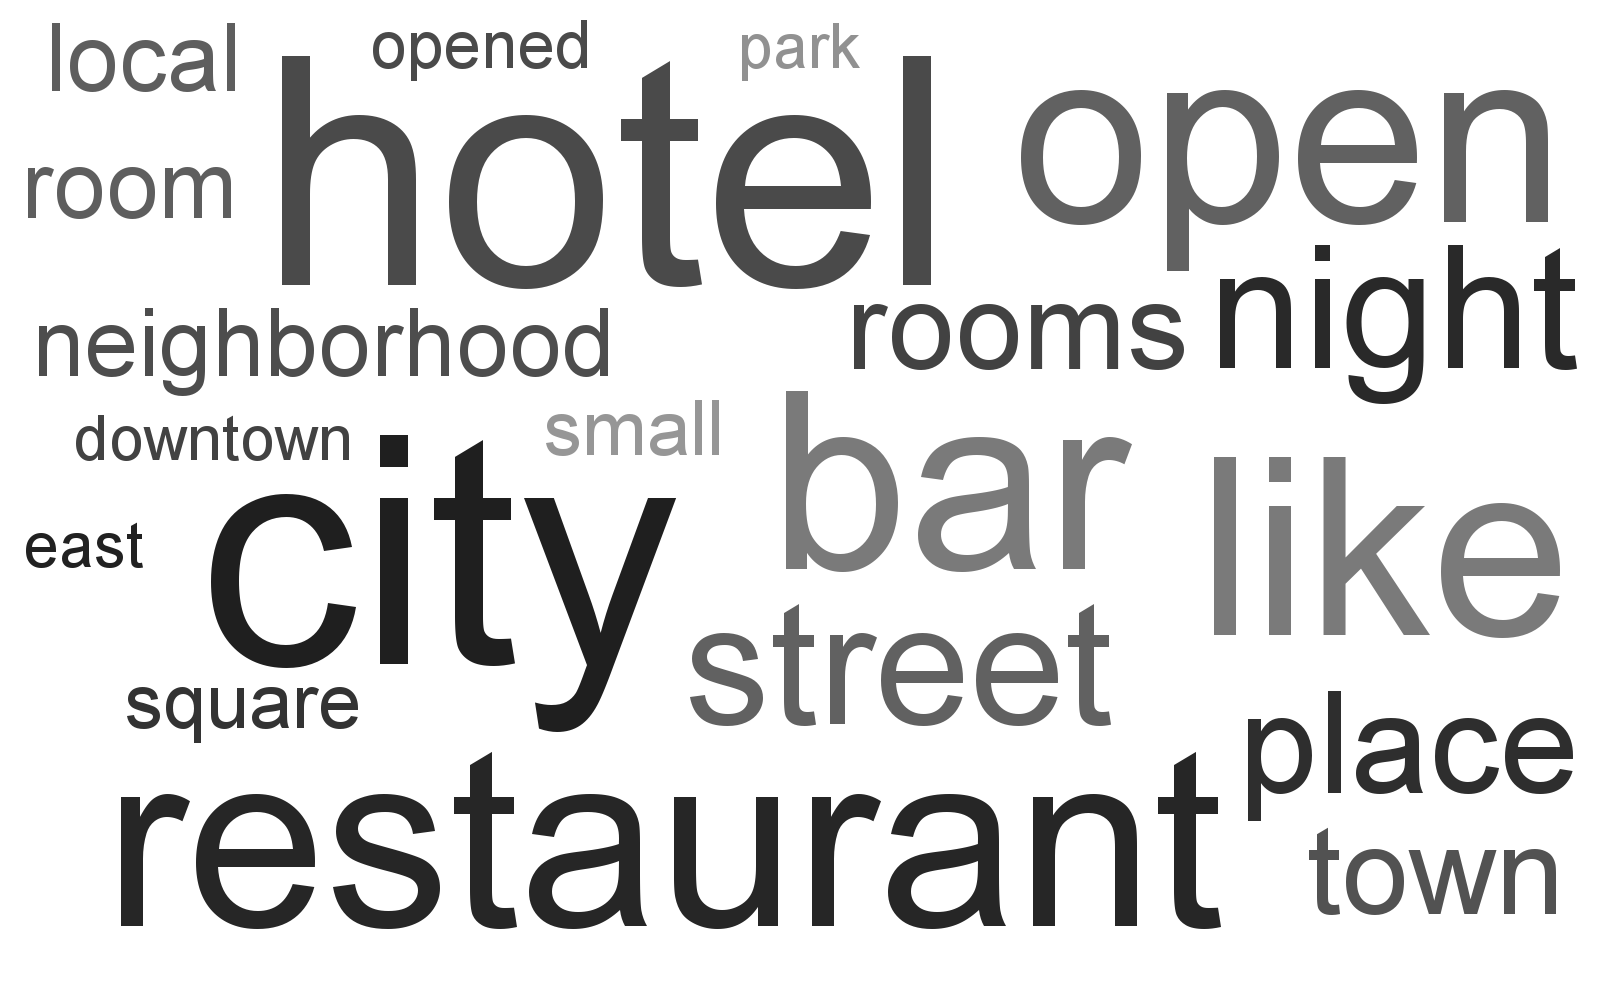 local opened park
hotel open
room
night
neighborhood rooms
downtown small bar
city like
east
street
square place
restaurant
town